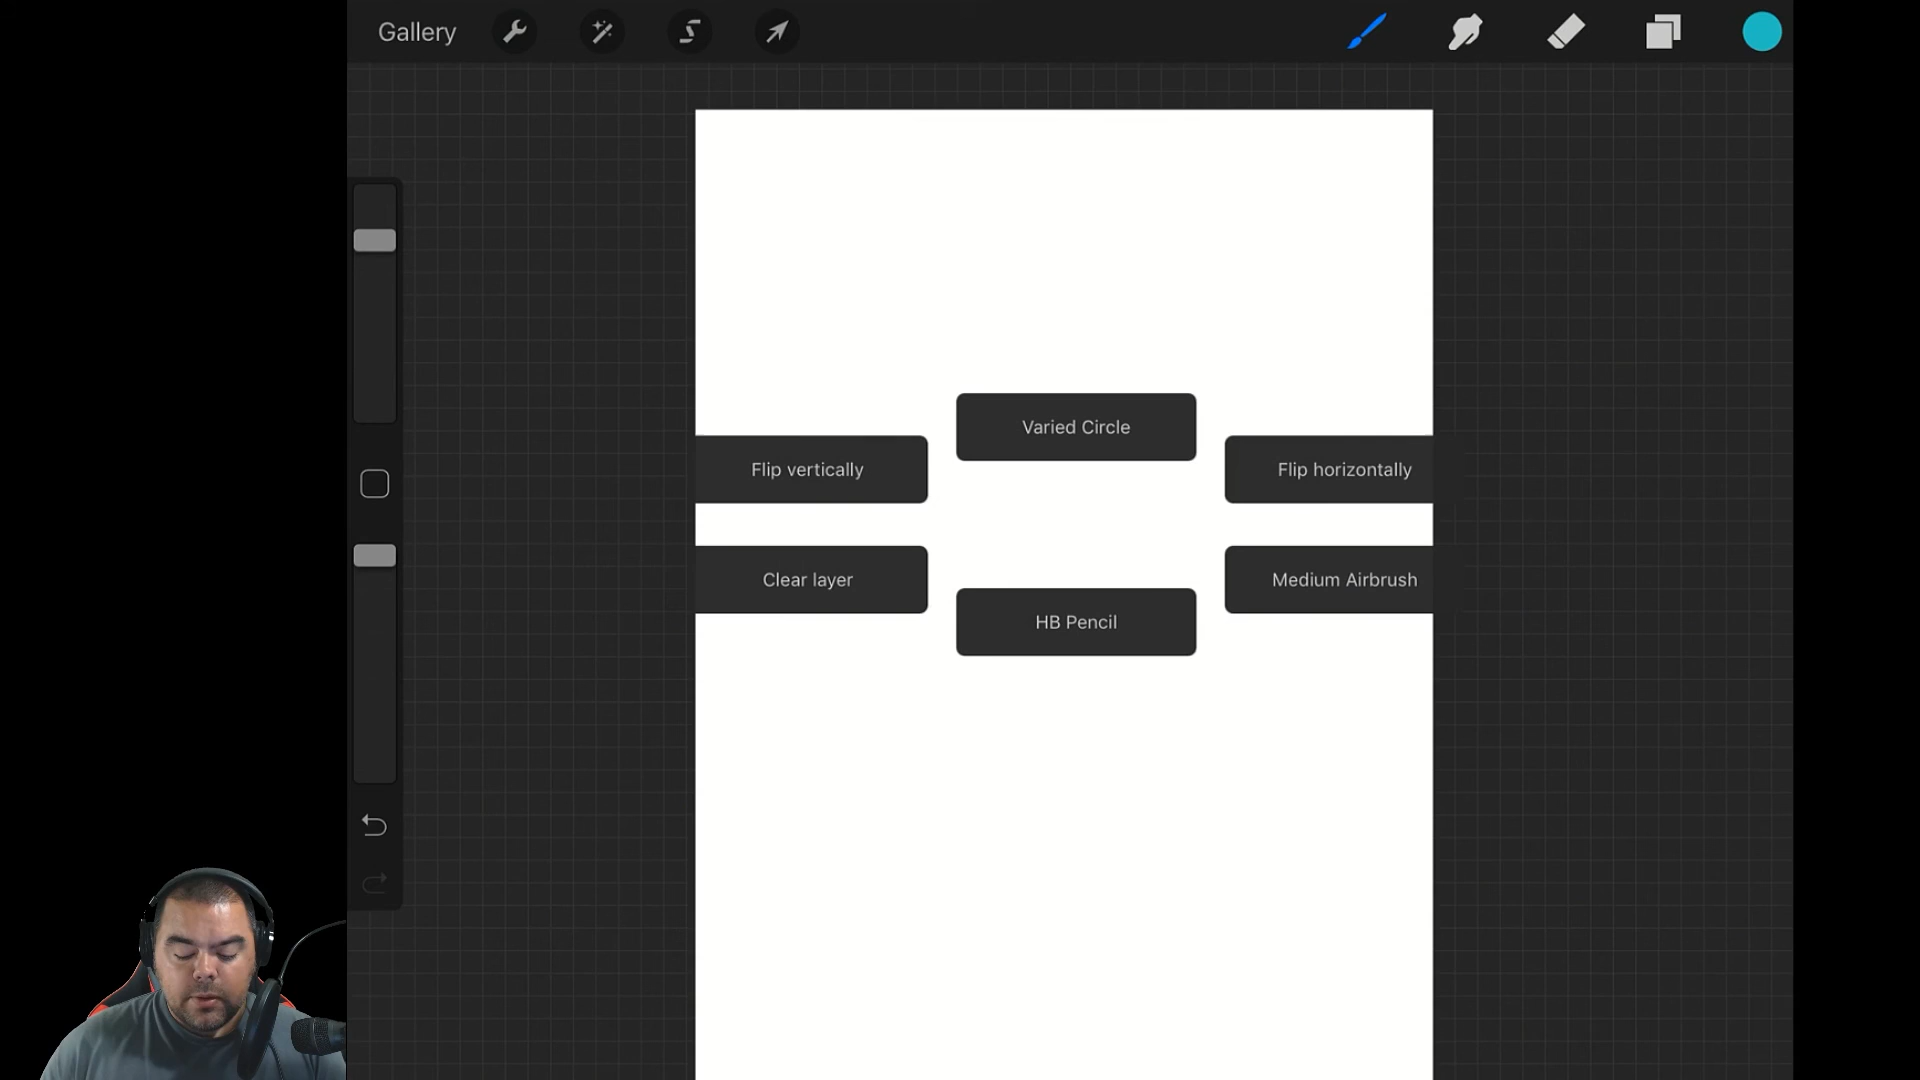 Gallery
Varied Circle
Flip vertically
Flip horizontally
Clear layer
Medium Airbrush
HB Pencil